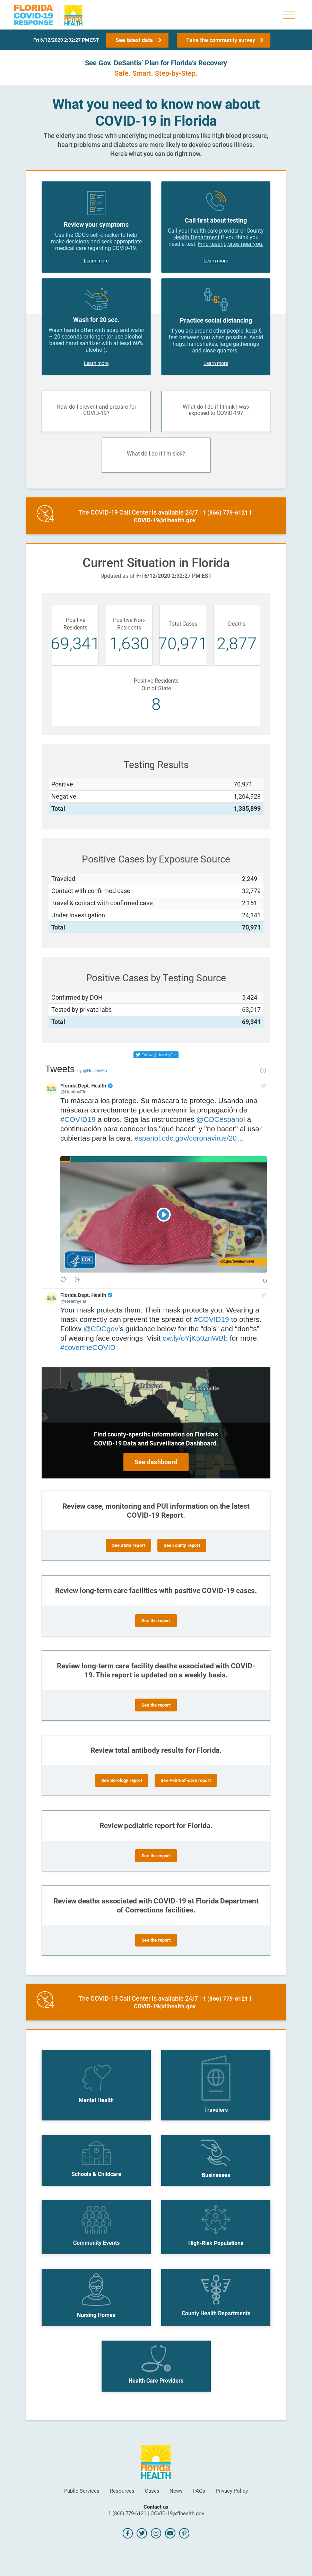 FLORIDA
COVID-19
RESPONSE
Florida
HEALTH
Fri 6/12/2020 2:32:27 PM EST
See latest data
Take the community survey
See Gov. DeSantis' Plan for Florida's Recovery
Safe. Smart. Step-by-Step.
What you need to know now about
COVID-19 in Florida
The elderly and those with underlying medical problems like high blood pressure,
heart problems and diabetes are more likely to develop serious illness.
Here's what you can do right now.
Review your symptoms
Use the CDC's self-checker to help
make decisions and seek appropriate
medical care regarding COVID-19.
Learn more
Call first about testing
Call your health care provider or County
Health Department if you think you
need a test. Find testing sites near you.
Learn more
Wash for 20 sec.
Wash hands often with soap and water
– 20 seconds or longer (or use alcohol-
based hand sanitizer with at least 60%
alcohol).
Learn more
6'
Practice social distancing
If you are around other people, keep 6
feet between you when possible. Avoid
hugs, handshakes, large gatherings
and close quarters.
Learn more
How do I prevent and prepare for
COVID-19?
What do I do if I think I was
exposed to COVID-19?
What do I do if I'm sick?
24
The COVID-19 Call Center is available 24/7 | 1 (866) 779-6121 |
COVID-19@flhealth.gov
Current Situation in Florida
Updated as of Fri 6/12/2020 2:32:27 PM EST
Positive
Residents
69,341
Positive Non-
Residents
1,630
Total Cases
70,971
Deaths
2,877
Positive Residents
Out of State
8
Testing Results
Positive 70,971
Negative 1,264,928
Total 1,335,899
Positive Cases by Exposure Source
Traveled 2,249
Contact with confirmed case 32,779
Travel & contact with confirmed case 2,151
Under Investigation 24,141
Total 70,971
Positive Cases by Testing Source
Confirmed by DOH 5,424
Tested by private labs 63,917
Total 69,341
Follow @HealthyFla
Tweets by @HealthyFla
Florida Dept. Health
@HealthyFla
Tu máscara los protege. Su máscara te protege. Usando una
máscara correctamente puede prevenir la propagación de
#COVID19 a otros. Siga las instrucciones @CDCespanol a
continuación para conocer los "qué hacer" y "no hacer" al usar
cubiertas para la cara. espanol.cdc.gov/coronavirus/20…
CDC
cdc.gov/coronavirus-es
1h
Florida Dept. Health
@HealthyFla
Your mask protects them. Their mask protects you. Wearing a
mask correctly can prevent the spread of #COVID19 to others.
Follow @CDCgov's guidance below for the “do's” and “don'ts”
of wearing face coverings. Visit ow.ly/oYjK50znWBb for more.
#covertheCOVID
Tallahassee
Jacksonville
Find county-specific information on Florida's
COVID-19 Data and Surveillance Dashboard.
See dashboard
Review case, monitoring and PUI information on the latest
COVID-19 Report.
See state report
See county report
Review long-term care facilities with positive COVID-19 cases.
See the report
Review long-term care facility deaths associated with COVID-
19. This report is updated on a weekly basis.
See the report
Review total antibody results for Florida.
See Serology report
See Point-of-care report
Review pediatric report for Florida.
See the report
Review deaths associated with COVID-19 at Florida Department
of Corrections facilities.
See the report
24
The COVID-19 Call Center is available 24/7 | 1 (866) 779-6121 |
COVID-19@flhealth.gov
Mental Health
Travelers
Schools & Childcare
Businesses
Community Events
High-Risk Populations
Nursing Homes
County Health Departments
Health Care Providers
Florida
HEALTH
Public Services
Resources
Cases
News
FAQs
Privacy Policy
Contact us
1 (866) 779-6121 | COVID-19@flhealth.gov